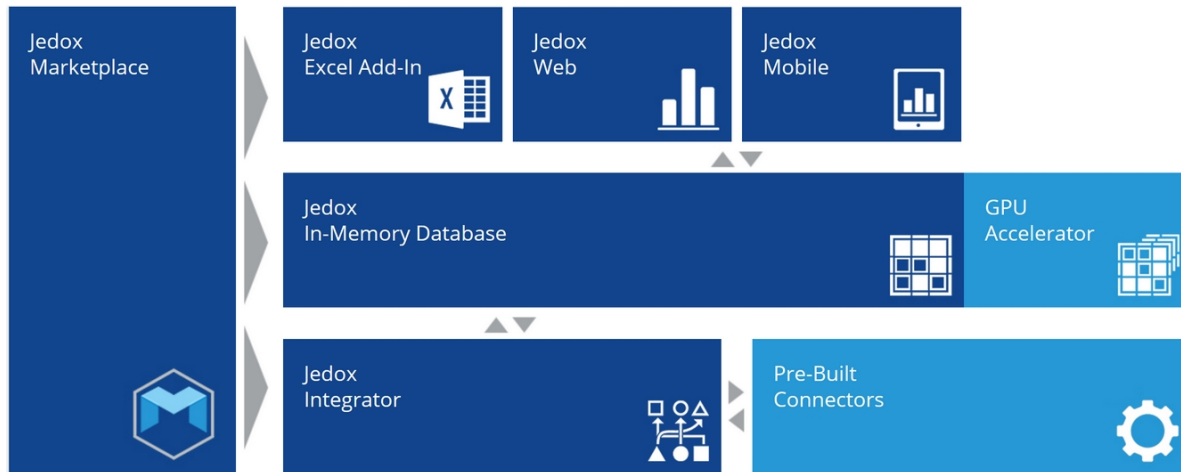 Jedox
Marketplace
Jedox
Excel Add-In
X
Jedox
Web
Jedox
Mobile
Jedox
In-Memory Database
GPU
Accelerator
Jedox
Integrator
Pre-Built
Connectors